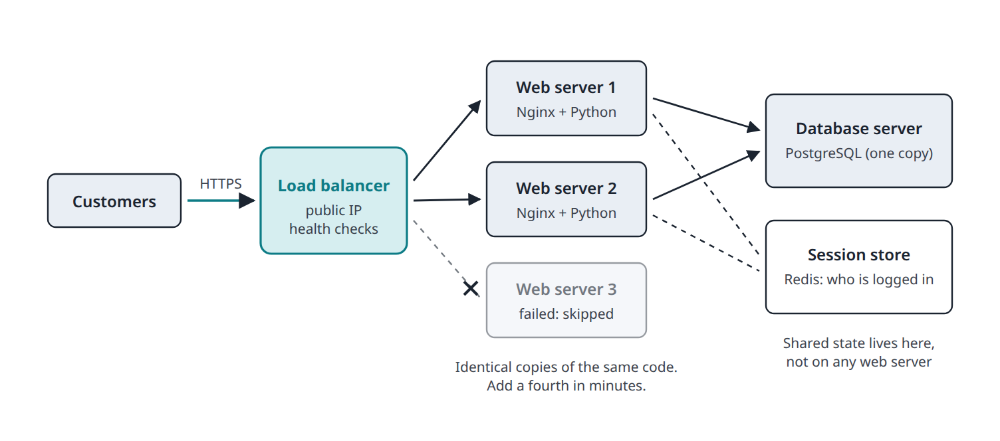 Customers
HTTPS
Load balancer
public IP
health checks
Web server 1
Nginx + Python
Web server 2
Nginx + Python
Web server 3
failed: skipped
Identical copies of the same code.
Add a fourth in minutes.
Database server
PostgreSQL (one copy)
Session store
Redis: who is logged in
Shared state lives here,
not on any web server